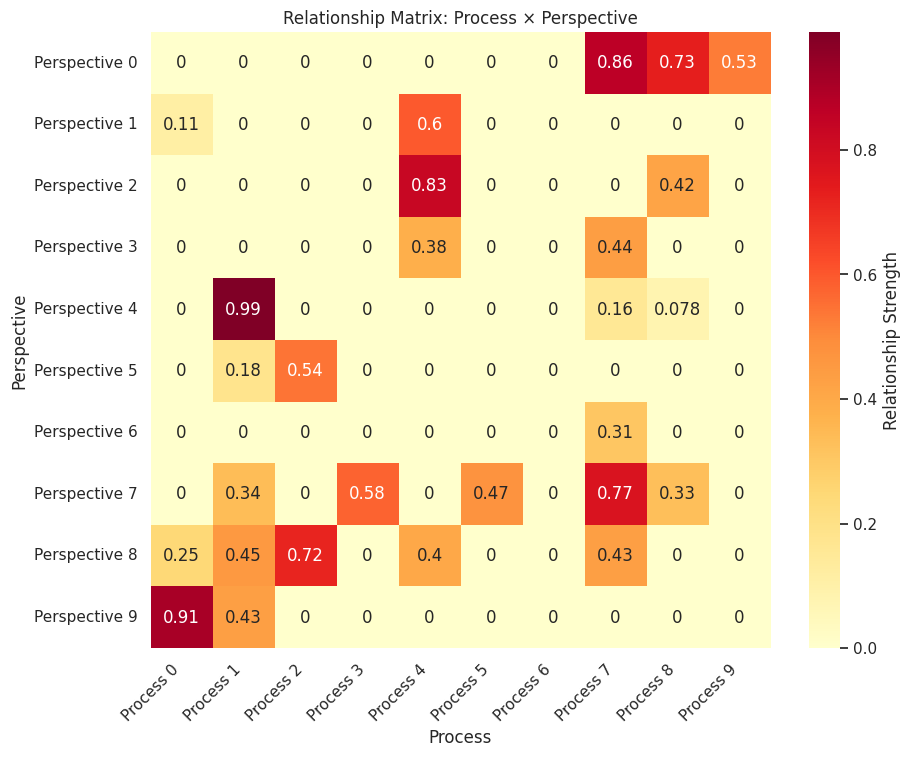 Relationship Matrix: Process × Perspective
Perspective 0 0 0 0 0 0 0 0 0.86 0.73 0.53
Perspective 1 0.11 0 0 0 0.6 0 0 0 0 0
Perspective 2 0 0 0 0 0.83 0 0 0 0.42 0
Perspective 3 0 0 0 0 0.38 0 0 0.44 0 0
Perspective 4 0 0.99 0 0 0 0 0 0.16 0.078 0
Perspective 5 0 0.18 0.54 0 0 0 0 0 0 0
Perspective 6 0 0 0 0 0 0 0 0.31 0 0
Perspective 7 0 0.34 0 0.58 0 0.47 0 0.77 0.33 0
Perspective 8 0.25 0.45 0.72 0 0.4 0 0 0.43 0 0
Perspective 9 0.91 0.43 0 0 0 0 0 0 0 0
Process 0 Process 1 Process 2 Process 3 Process 4 Process 5 Process 6 Process 7 Process 8 Process 9
Process
Perspective
0.8
0.6
0.4
0.2
0.0
Relationship Strength